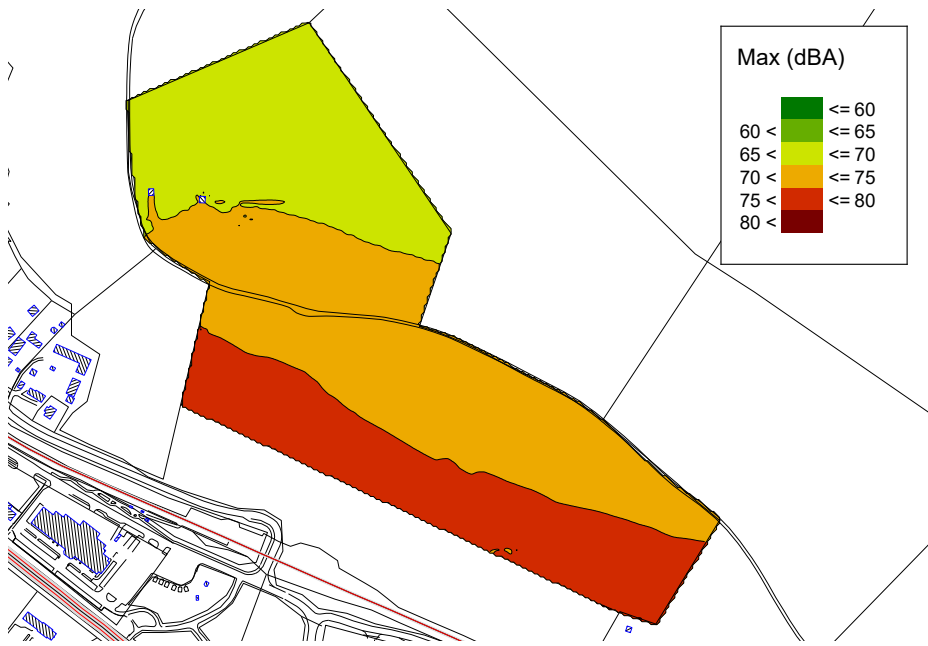 Max (dBA)
<= 60
60 < <= 65
65 < <= 70
70 < <= 75
75 < <= 80
80 <